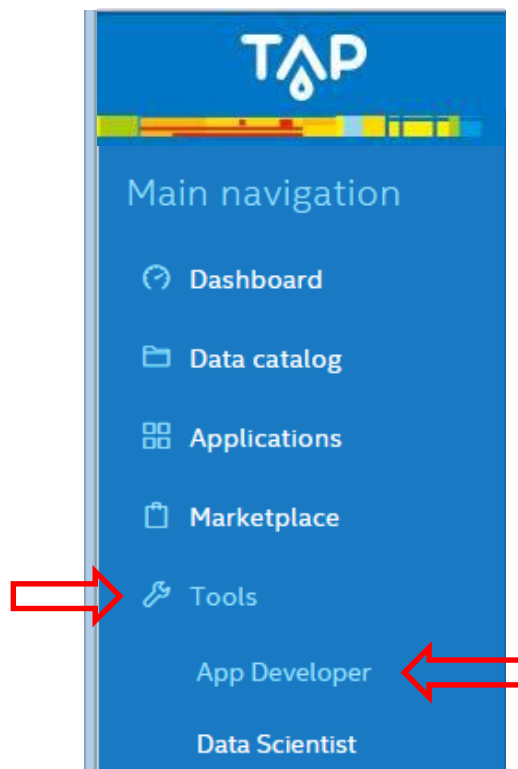 TAP
Main navigation
Dashboard
Data catalog
Applications
Marketplace
Tools
App Developer
Data Scientist